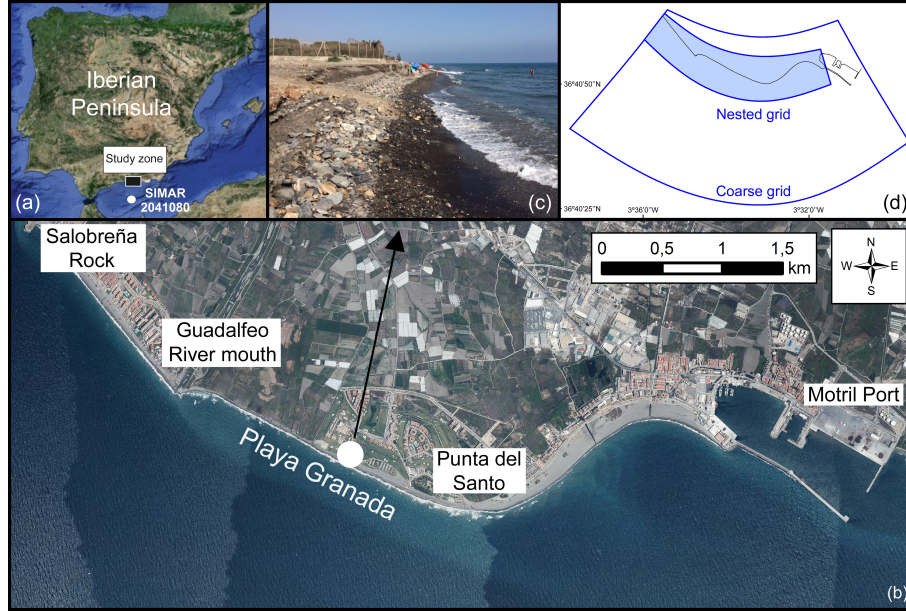 Iberian
Peninsula
Study zone
SIMAR
2041080
(a)
(c)
36°40'50"N
Nested grid
Coarse grid
36°40'25"N
3°36'0"W
3°32'0"W
(d)
Salobreña
Rock
Guadalfeo
River mouth
Playa Granada
Punta del
Santo
Motril Port
0 0,5 1 1,5
km
N
W E
S
(b)